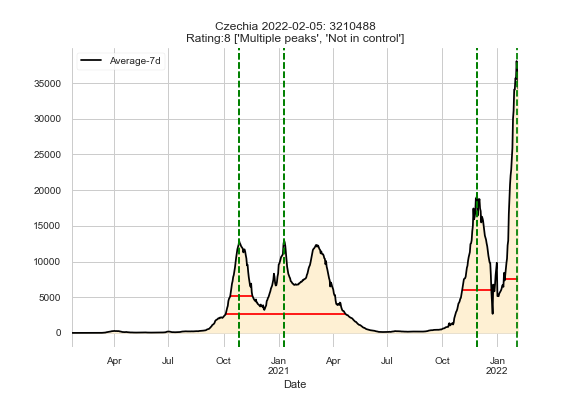 Czechia 2022-02-05: 3210488
Rating:8 ['Multiple peaks', 'Not in control']
Average-7d
35000
30000
25000
20000
15000
10000
5000
0
Apr Jul Oct Jan Apr Jul Oct Jan
2021 2022
Date